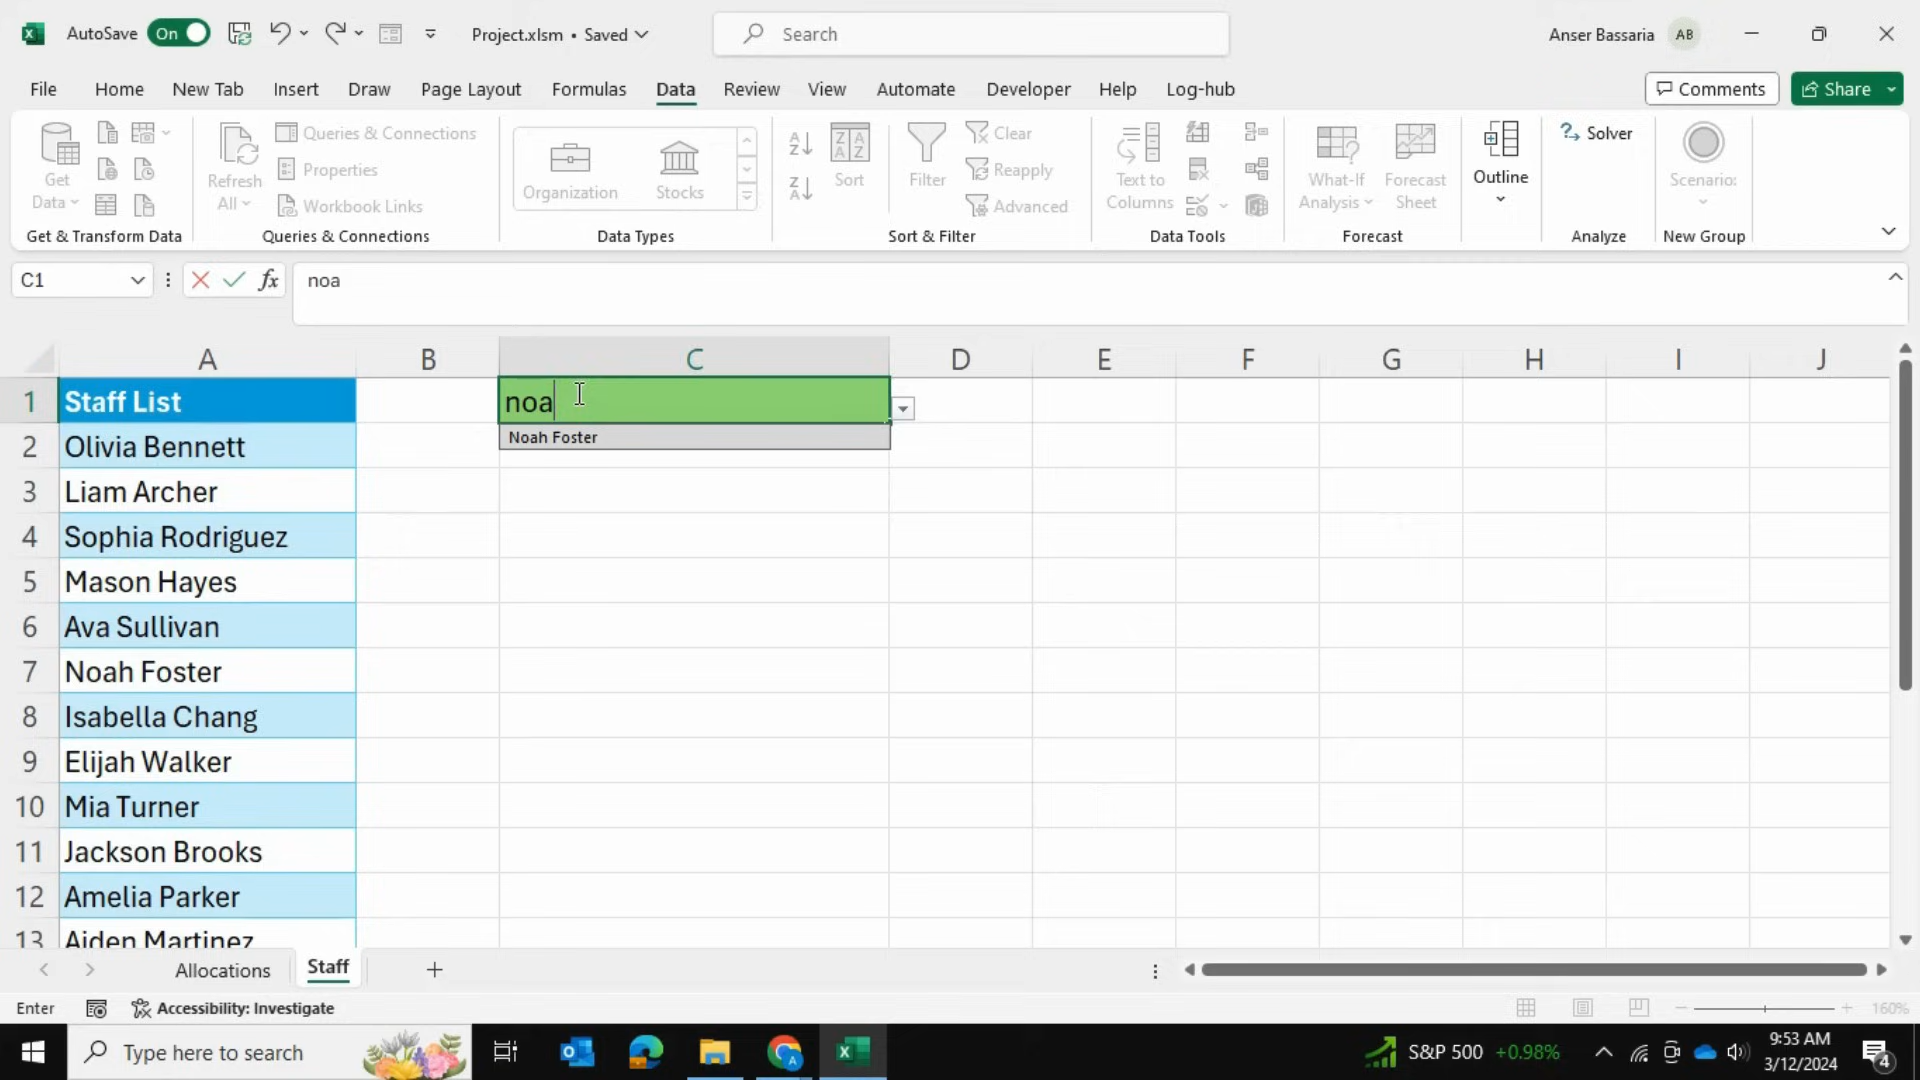 AutoSave On Project.xlsm • Saved Search Anser Bassaria AB
File Home New Tab Insert Draw Page Layout Formulas Data Review View Automate Developer Help Log-hub Comments Share
Get Data
Refresh All
Queries & Connections
Properties
Workbook Links
Organization
Stocks
Sort
Filter
Clear
Reapply
Advanced
Text to Columns
What-If Analysis
Forecast Sheet
Outline
Solver
Scenario:
Get & Transform Data Queries & Connections Data Types Sort & Filter Data Tools Forecast Analyze New Group
C1 fx noa
A B C D E F G H I J
1 Staff List noa
Noah Foster
2 Olivia Bennett
3 Liam Archer
4 Sophia Rodriguez
5 Mason Hayes
6 Ava Sullivan
7 Noah Foster
8 Isabella Chang
9 Elijah Walker
10 Mia Turner
11 Jackson Brooks
12 Amelia Parker
13 Aiden Martinez
Allocations Staff
Enter Accessibility: Investigate 160%
Type here to search S&P 500 +0.98% 9:53 AM
3/12/2024 4